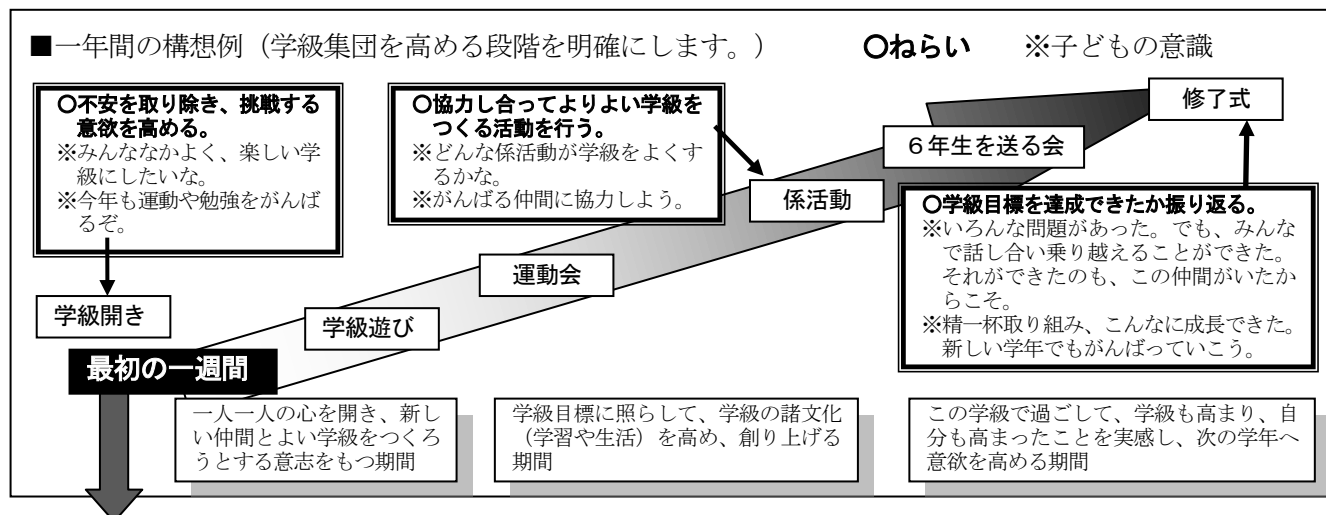 ■一年間の構想例（学級集団を高める段階を明確にします。） 〇ねらい ※子どもの意識
〇不安を取り除き、挑戦する
意欲を高める。
※みんななかよく、楽しい学
級にしたいな。
※今年も運動や勉強をがんば
るぞ。
〇協力し合ってよりよい学級を
つくる活動を行う。
※どんな係活動が学級をよくす
るかな。
※がんばる仲間に協力しよう。
修了式
６年生を送る会
係活動
〇学級目標を達成できたか振り返る。
※いろんな問題があった。でも、みんな
で話し合い乗り越えることができた。
それができたのも、この仲間がいたか
らこそ。
※精一杯取り組み、こんなに成長できた。
新しい学年でもがんばっていこう。
運動会
学級開き
学級遊び
最初の一週間
一人一人の心を開き、新し
い仲間とよい学級をつくろ
うとする意志をもつ期間
学級目標に照らして、学級の諸文化
（学習や生活）を高め、創り上げる
期間
この学級で過ごして、学級も高まり、自
分も高まったことを実感し、次の学年へ
意欲を高める期間